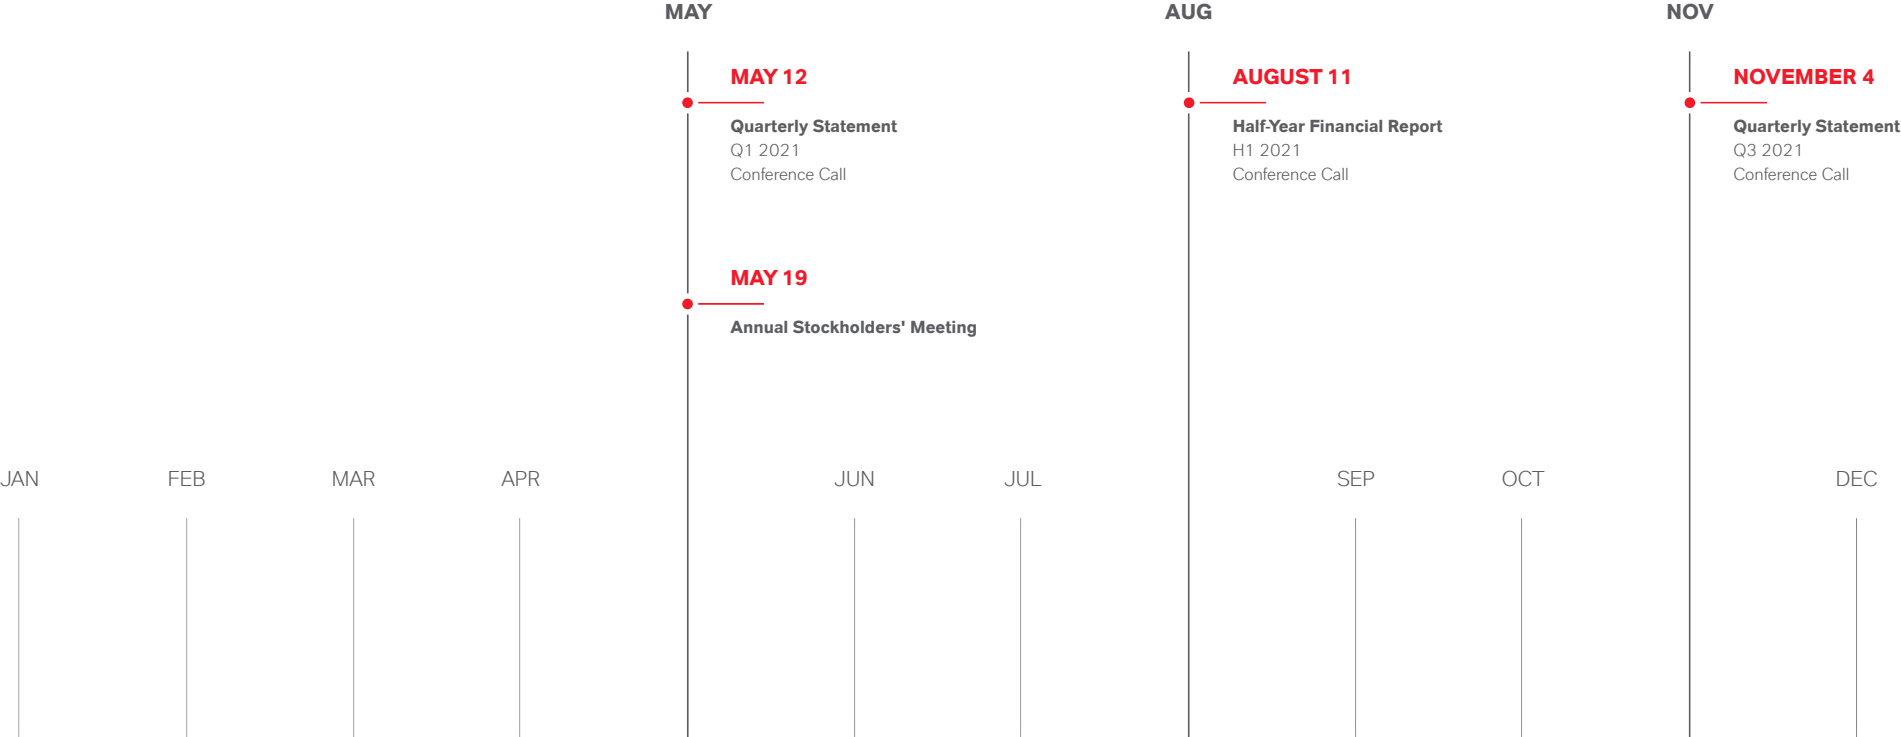 MAY
AUG
NOV
MAY 12
Quarterly Statement
Q1 2021
Conference Call
AUGUST 11
Half-Year Financial Report
H1 2021
Conference Call
NOVEMBER 4
Quarterly Statement
Q3 2021
Conference Call
MAY 19
Annual Stockholders' Meeting
JAN
FEB
MAR
APR
JUN
JUL
SEP
OCT
DEC